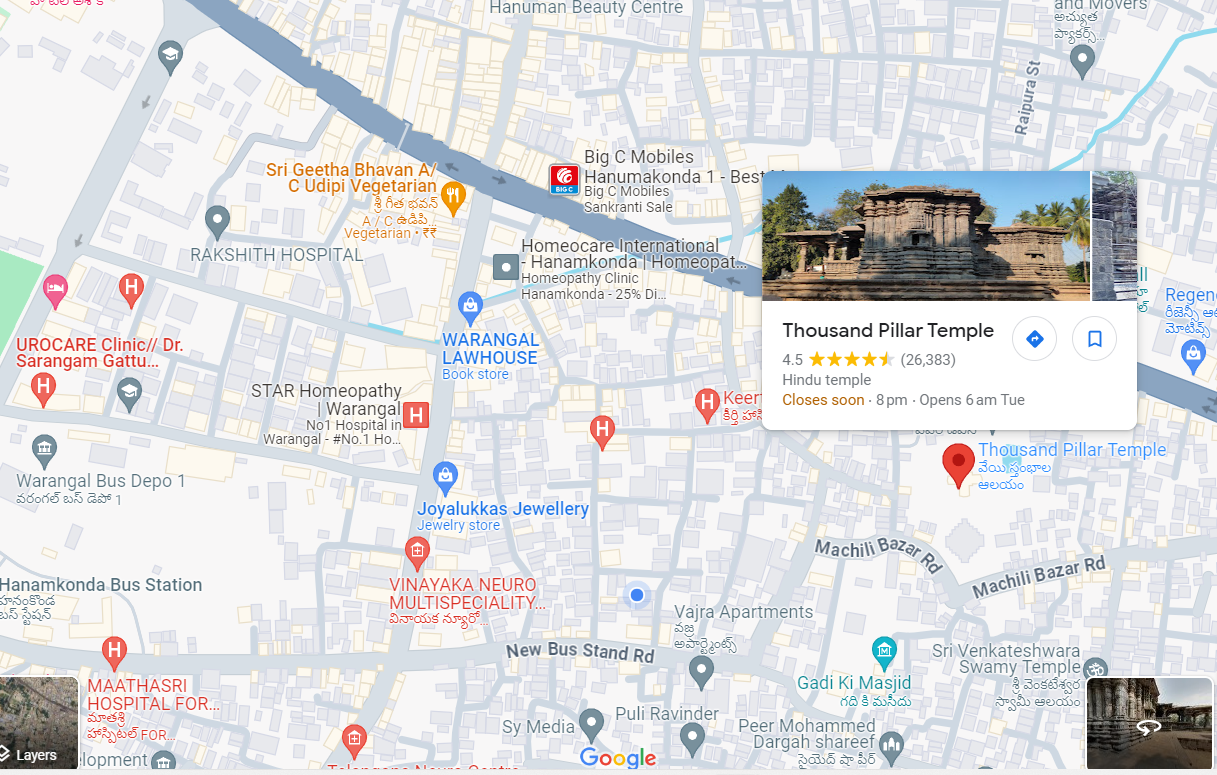 Hanuman Beauty Centre
and Movers
అచ్యుత
ప్యాకర్స్...
Raipura St
Sri Geetha Bhavan A/
C Udipi Vegetarian
శ్రీ గీత భవన్
A / C ఉడిపి...
Vegetarian • ₹₹
Big C Mobiles
Hanumakonda 1 - Best
Big C Mobiles
Sankranti Sale
BIG C
RAKSHITH HOSPITAL
Homeocare International
- Hanamkonda | Homeopat...
Homeopathy Clinic
Hanamkonda - 25% Di...
Regen
రీజెన్సీ
మోటివ్స్
UROCARE Clinic// Dr.
Sarangam Gattu...
WARANGAL
LAWHOUSE
Book store
Thousand Pillar Temple
4.5 (26,383)
Hindu temple
Closes soon · 8 pm · Opens 6 am Tue
STAR Homeopathy
| Warangal
No1 Hospital in
Warangal - #No.1 Ho...
Keer
కీర్తి
Thousand Pillar Temple
వేయి స్తంభాల
ఆలయం
Warangal Bus Depo 1
వరంగల్ బస్ డెపో 1
Joyalukkas Jewellery
Jewelry store
Machili Bazar Rd
Machili Bazar Rd
Hanamkonda Bus Station
హనంకొండ
బస్ స్టేషన్
VINAYAKA NEURO
MULTISPECIALITY...
వినాయక న్యూరో...
Vajra Apartments
వజ్ర
అపార్ట్మెంట్స్
New Bus Stand Rd
Sri Venkateshwara
Swamy Temple
శ్రీ వెంకటేశ్వర
స్వామి ఆలయం
Gadi Ki Masjid
గది కి మసీదు
MAATHASRI
HOSPITAL FOR...
మాతశ్రీ
హాస్పిటల్ FOR...
Sy Media
Puli Ravinder
Peer Mohammed
Dargah shareef
సైయెద్ షా పీర్
Layers
elopment
Google
Telangana Neuro Centre